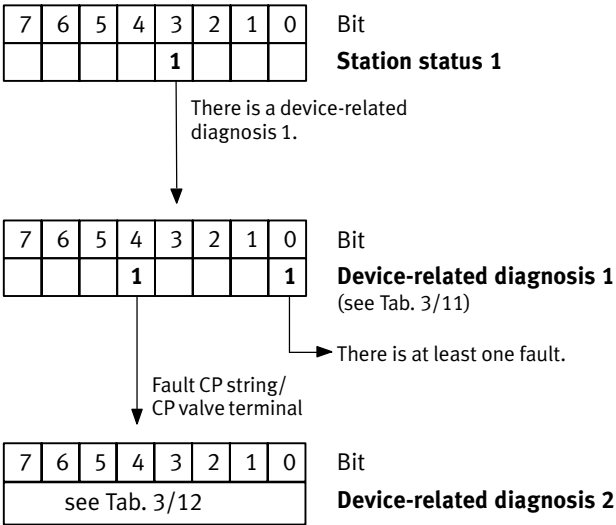 7 6 5 4 3 2 1 0 Bit
1 Station status 1
There is a device-related
diagnosis 1.
7 6 5 4 3 2 1 0 Bit
1 1 Device-related diagnosis 1
(see Tab. 3/11)
There is at least one fault.
Fault CP string/
CP valve terminal
7 6 5 4 3 2 1 0 Bit
see Tab. 3/12 Device-related diagnosis 2